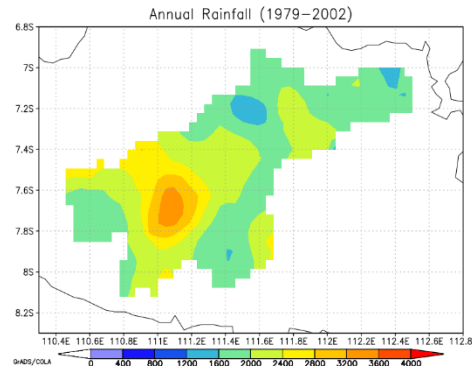 Annual Rainfall (1979–2002)
6.8S
7S
7.2S
7.4S
7.6S
7.8S
8S
8.2S
110.4E 110.6E 110.8E 111E 111.2E 111.4E 111.6E 111.8E 112E 112.2E 112.4E 112.6E 112.8E
0 400 800 1200 1600 2000 2400 2800 3200 3600 4000
GrADS/COLA